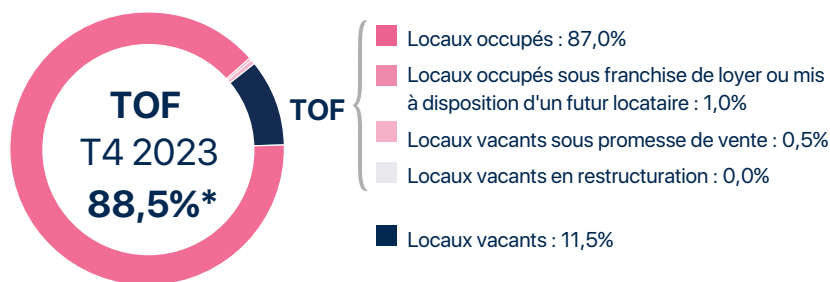 TOF
T4 2023
88,5%*
TOF
Locaux occupés : 87,0%
Locaux occupés sous franchise de loyer ou mis
à disposition d'un futur locataire : 1,0%
Locaux vacants sous promesse de vente : 0,5%
Locaux vacants en restructuration : 0,0%
Locaux vacants : 11,5%